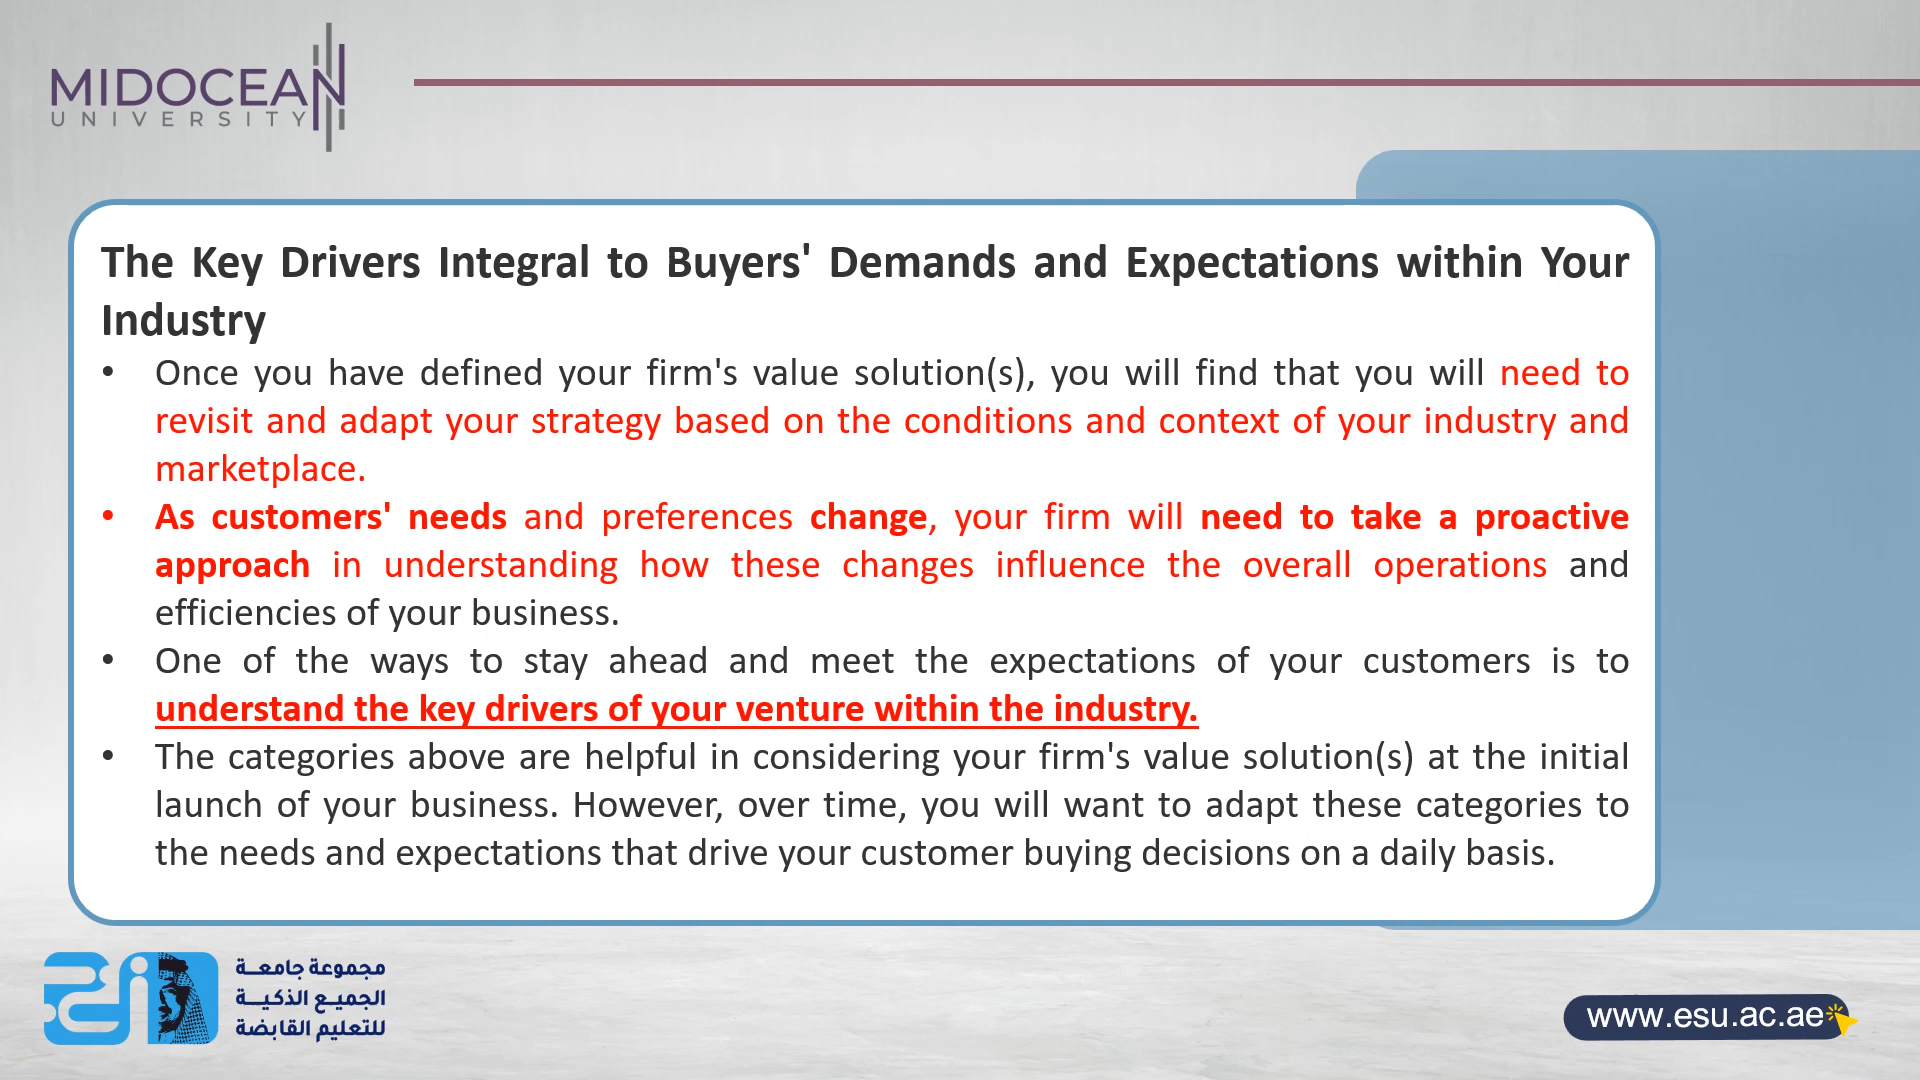 MIDOCEAN
UNIVERSITY
The Key Drivers Integral to Buyers' Demands and Expectations within Your
Industry
• Once you have defined your firm's value solution(s), you will find that you will need to
revisit and adapt your strategy based on the conditions and context of your industry and
marketplace.
• As customers' needs and preferences change, your firm will need to take a proactive
approach in understanding how these changes influence the overall operations and
efficiencies of your business.
• One of the ways to stay ahead and meet the expectations of your customers is to
understand the key drivers of your venture within the industry.
• The categories above are helpful in considering your firm's value solution(s) at the initial
launch of your business. However, over time, you will want to adapt these categories to
the needs and expectations that drive your customer buying decisions on a daily basis.
مجموعة جامعـــة
الجميـع الذكيـــة
للتعليم القابضة
www.esu.ac.ae